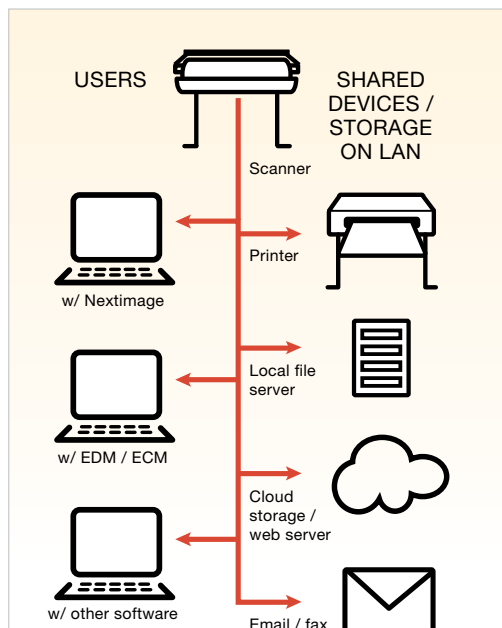 USERS
SHARED
DEVICES /
STORAGE
ON LAN
Scanner
Printer
w/ Nextimage
Local file
server
w/ EDM / ECM
Cloud
storage /
web server
w/ other software
Email / fax